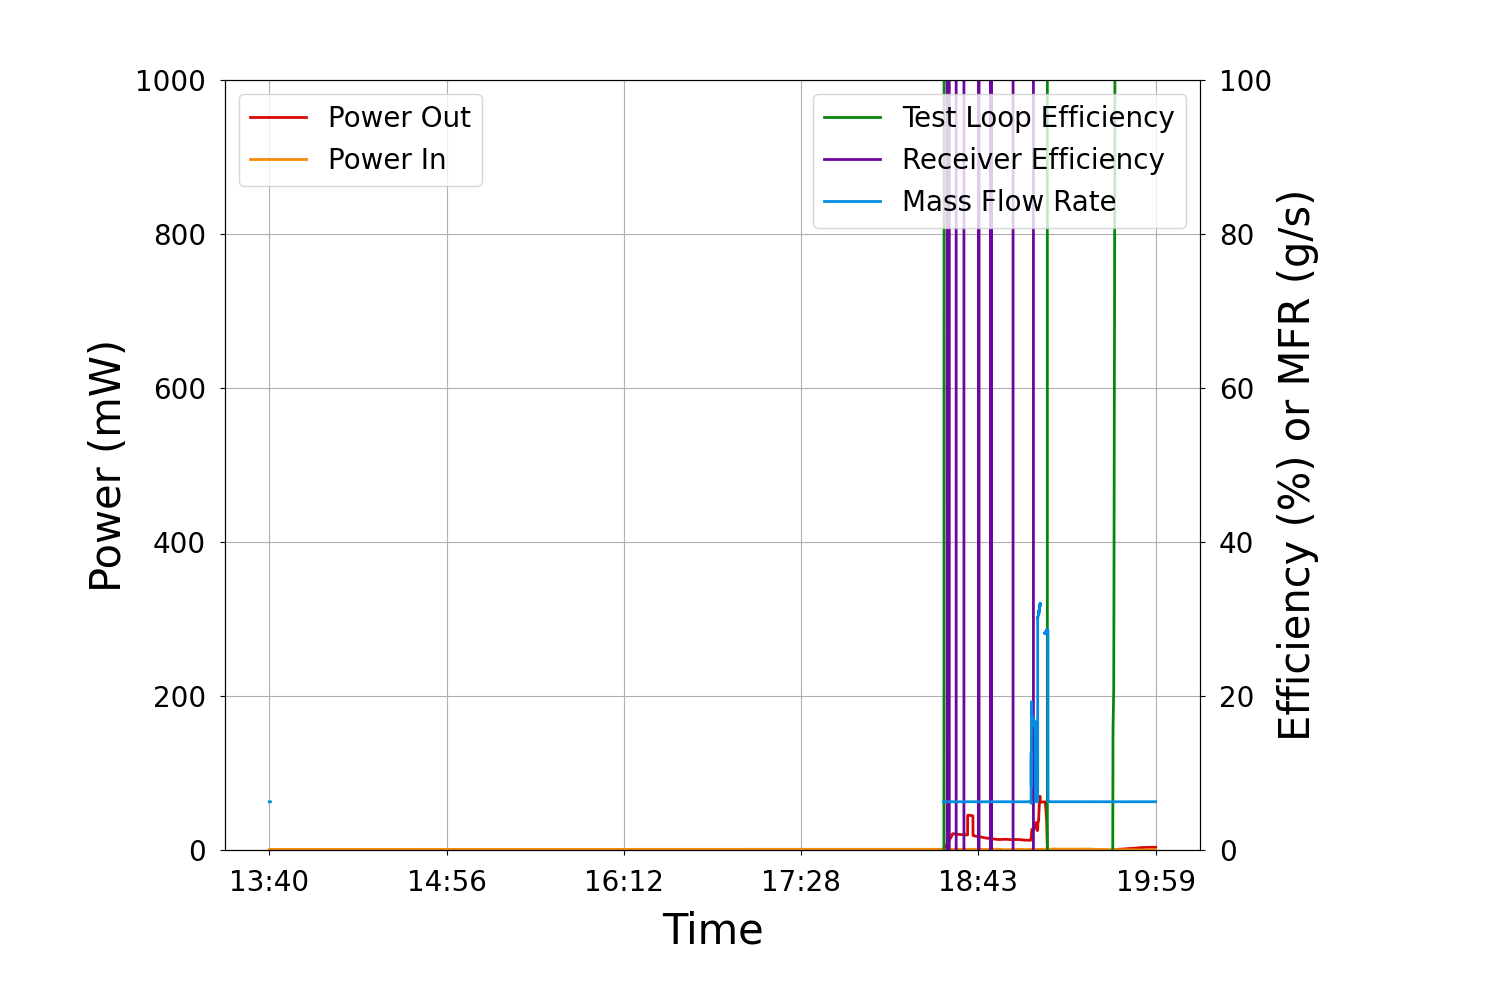 1000
800
600
400
200
0
Power (mW)
Power Out
Power In
Test Loop Efficiency
Receiver Efficiency
Mass Flow Rate
100
80
60
40
20
0
Efficiency (%) or MFR (g/s)
13:40 14:56 16:12 17:28 18:43 19:59
Time